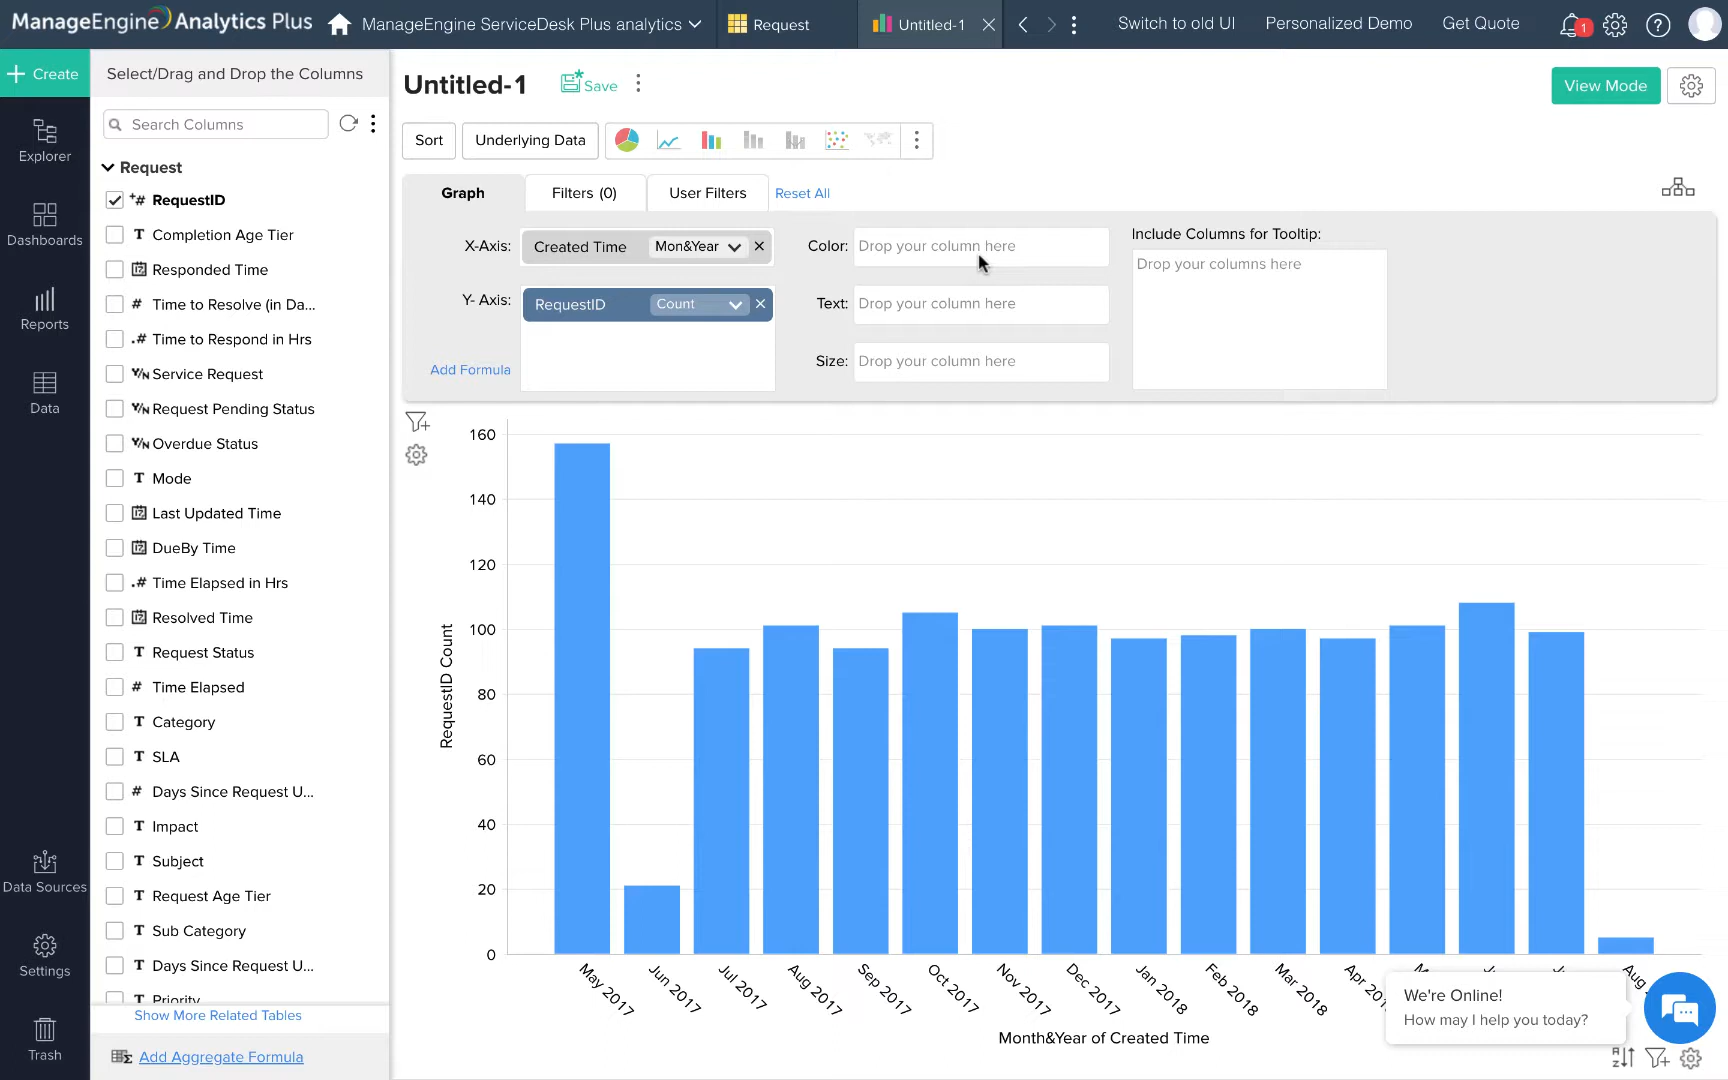 ManageEngine Analytics Plus
ManageEngine ServiceDesk Plus analytics
Request
Untitled-1
Switch to old UI
Personalized Demo
Get Quote
1
Create
Explorer
Dashboards
Reports
Data
Data Sources
Settings
Trash
Select/Drag and Drop the Columns
Search Columns
Request
RequestID
Completion Age Tier
Responded Time
Time to Resolve (in Da...
Time to Respond in Hrs
Service Request
Request Pending Status
Overdue Status
Mode
Last Updated Time
DueBy Time
Time Elapsed in Hrs
Resolved Time
Request Status
Time Elapsed
Category
SLA
Days Since Request U...
Impact
Subject
Request Age Tier
Sub Category
Days Since Request U...
Priority
Show More Related Tables
Add Aggregate Formula
Untitled-1
Save
View Mode
Sort
Underlying Data
Graph
Filters (0)
User Filters
Reset All
X-Axis:
Created Time
Mon&Year
Y- Axis:
RequestID
Count
Add Formula
Color:
Drop your column here
Text:
Drop your column here
Size:
Drop your column here
Include Columns for Tooltip:
Drop your columns here
160
140
120
100
80
60
40
20
0
RequestID Count
May 2017
Jun 2017
Jul 2017
Aug 2017
Sep 2017
Oct 2017
Nov 2017
Dec 2017
Jan 2018
Feb 2018
Mar 2018
Apr 201
Aug
Month&Year of Created Time
We're Online!
How may I help you today?